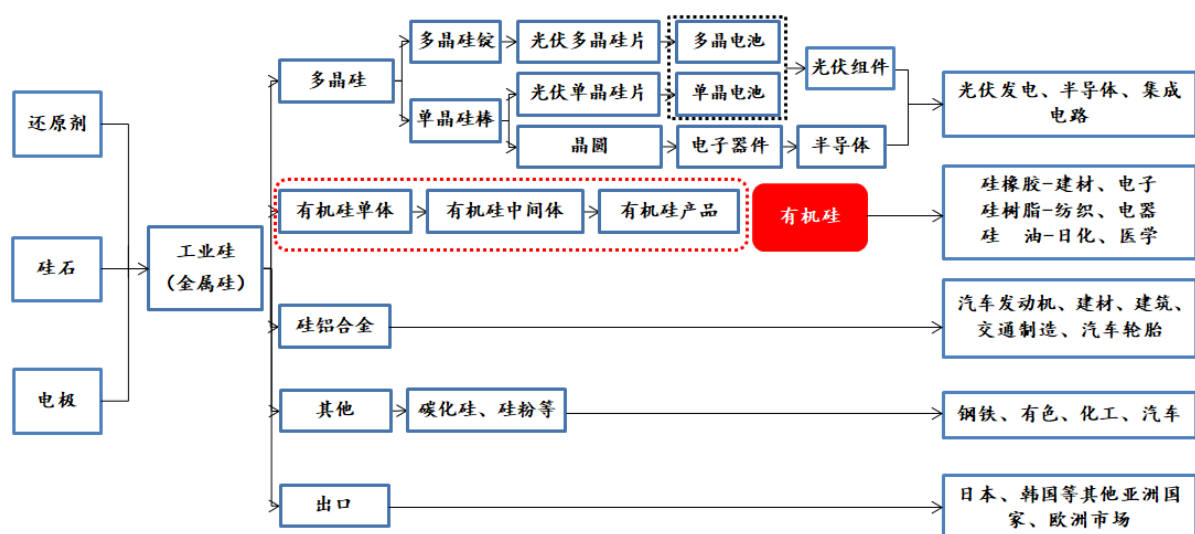 还原剂
硅石
电极
工业硅
（金属硅）
多晶硅
多晶硅锭
光伏多晶硅片
多晶电池
光伏组件
单晶硅棒
光伏单晶硅片
单晶电池
晶圆
电子器件
半导体
光伏发电、半导体、集成
电路
有机硅单体
有机硅中间体
有机硅产品
有机硅
硅橡胶-建材、电子
硅树脂-纺织、电器
硅 油-日化、医学
硅铝合金
汽车发动机、建材、建筑、
交通制造、汽车轮胎
其他
碳化硅、硅粉等
钢铁、有色、化工、汽车
出口
日本、韩国等其他亚洲国
家、欧洲市场